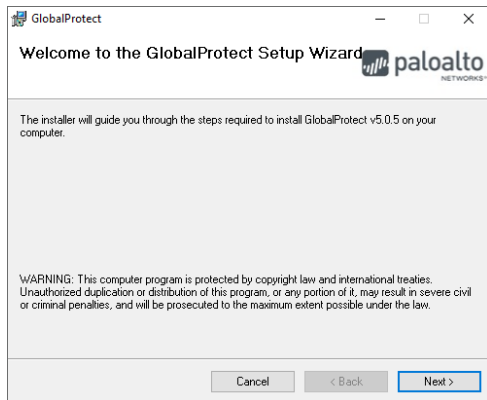 GlobalProtect
Welcome to the GlobalProtect Setup Wizard
paloalto
NETWORKS
The installer will guide you through the steps required to install GlobalProtect v5.0.5 on your
computer.
WARNING: This computer program is protected by copyright law and international treaties.
Unauthorized duplication or distribution of this program, or any portion of it, may result in severe civil
or criminal penalties, and will be prosecuted to the maximum extent possible under the law.
Cancel
< Back
Next >